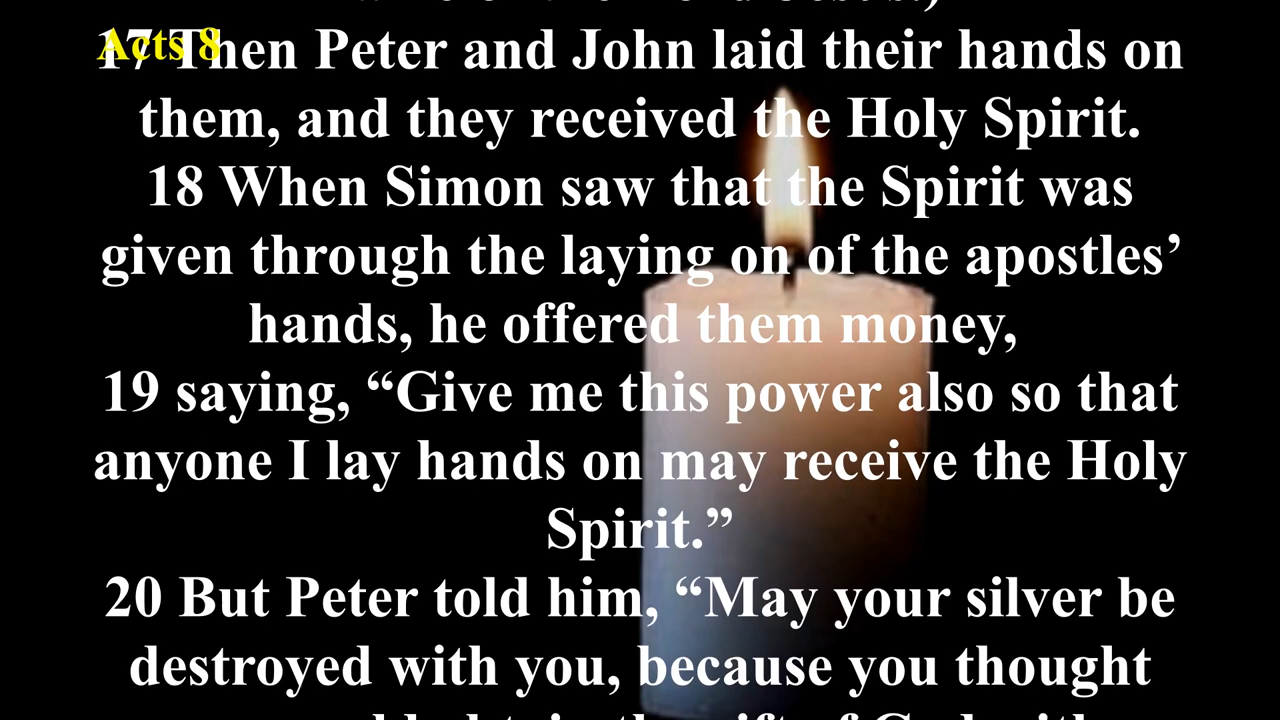 Acts 8
17 Then Peter and John laid their hands on
them, and they received the Holy Spirit.
18 When Simon saw that the Spirit was
given through the laying on of the apostles’
hands, he offered them money,
19 saying, “Give me this power also so that
anyone I lay hands on may receive the Holy
Spirit.”
20 But Peter told him, “May your silver be
destroyed with you, because you thought